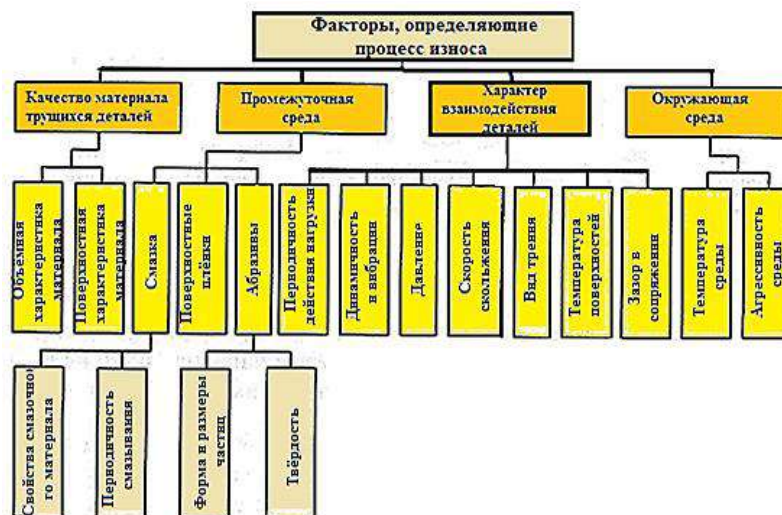 Факторы, определяющие
процесс износа
Качество материала
трущихся деталей
Промежуточная
среда
Характер
взаимодействия
деталей
Окружающая
среда
Объемная
характеристика
материала
Поверхностная
характеристика
материала
Смазка
Поверхностные
плёнки
Абразивы
Периодичность
действия нагрузки
Динамичность
и вибрации
Давление
Скорость
скольжения
Вид трения
Температура
поверхностей
Зазор в
сопряжении
Температура
среды
Агрессивность
среды
Свойства смазочно
го материала
Периодичность
смазывания
Форма и размеры
частиц
Твёрдость